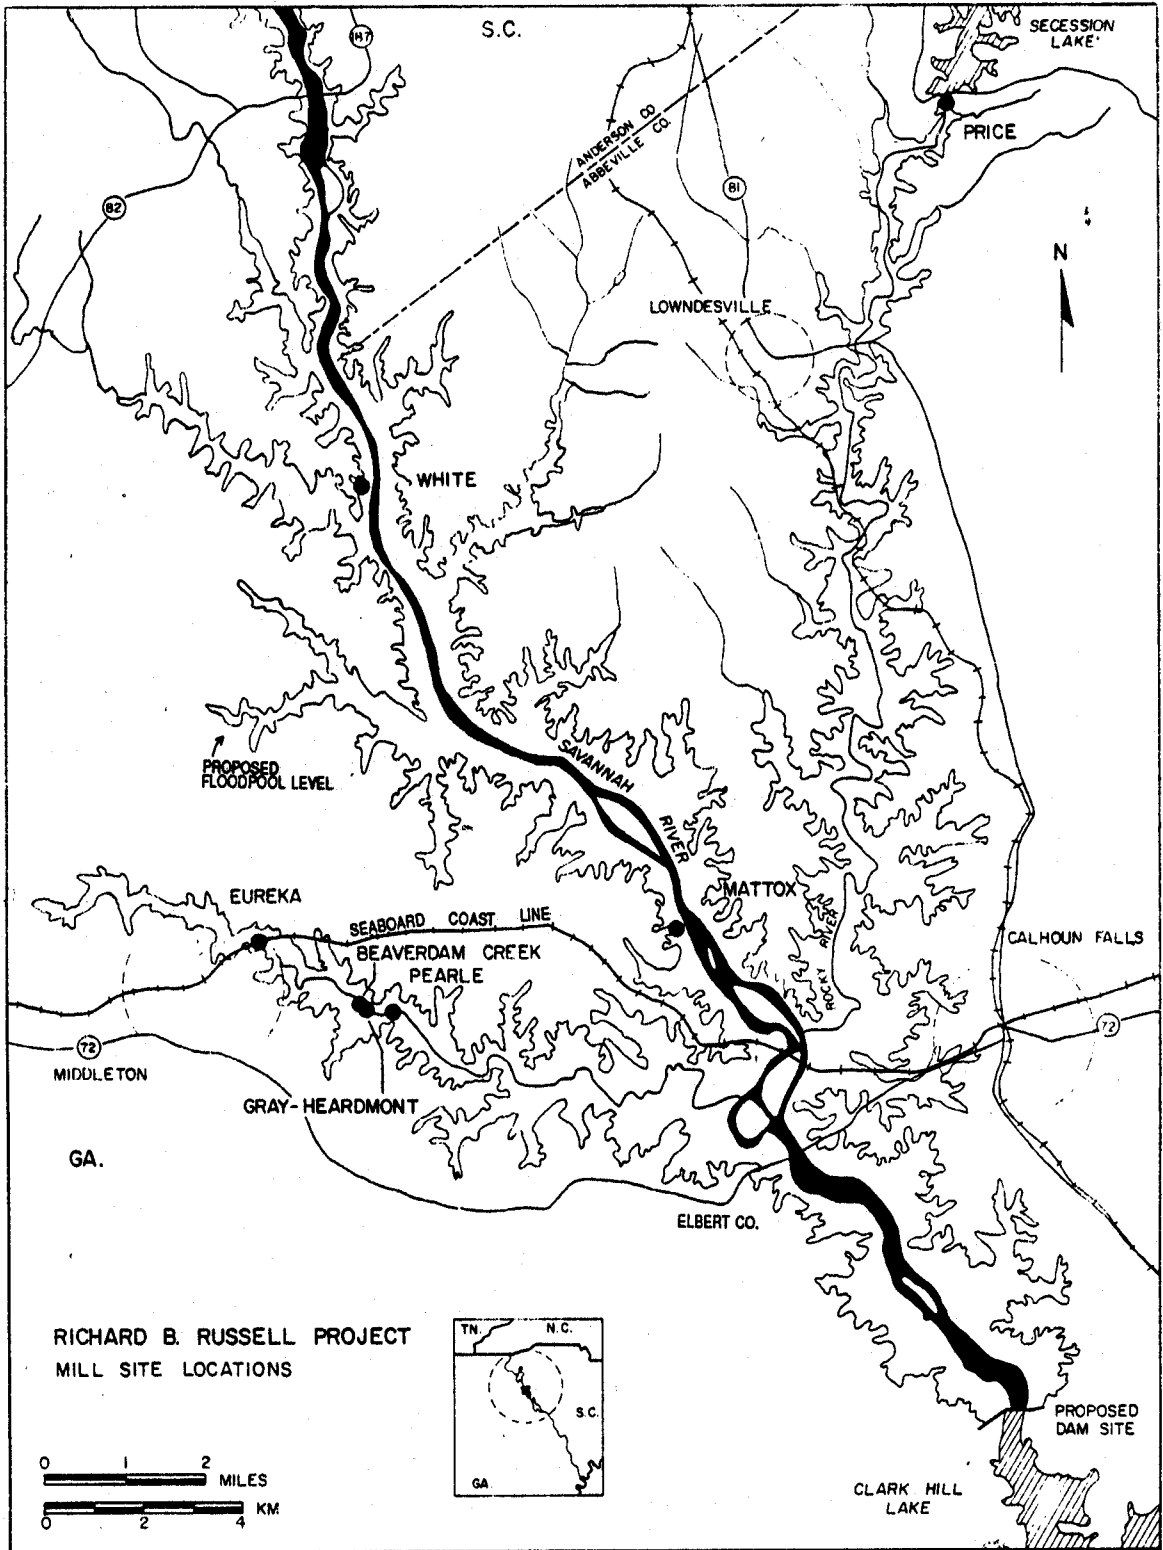 S.C.
187
SECESSION
LAKE
PRICE
ANDERSON CO.
ABBEVILLE CO.
81
82
N
LOWNDESVILLE
WHITE
SAVANNAH
RIVER
PROPOSED
FLOODPOOL LEVEL
MATTOX
ROCKY
RIVER
EUREKA
SEABOARD COAST LINE
BEAVERDAM CREEK
PEARLE
CALHOUN FALLS
72
72
MIDDLETON
GRAY-HEARDMONT
GA.
ELBERT CO.
RICHARD B. RUSSELL PROJECT
MILL SITE LOCATIONS
TN.
N.C.
S.C.
GA.
PROPOSED
DAM SITE
0 1 2
MILES
KM
0 2 4
CLARK HILL
LAKE